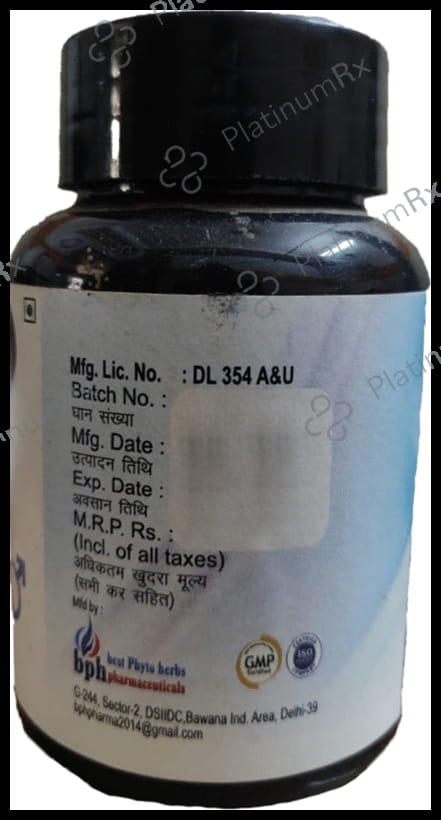 PlatinumRx
PlatinumRx
PlatinumRx
Mfg. Lic. No. : DL 354 A&U
Batch No. :
घान संख्या
Mfg. Date :
उत्पादन तिथि
Exp. Date :
अवसान तिथि
M.R.P. Rs. :
(Incl. of all taxes)
अधिकतम खुदरा मूल्य
(सभी कर सहित)
Mfd by :
bph best Phyto herbs
pharmaceuticals
GMP
Certified
ISO
G-244, Sector-2, DSIIDC,Bawana Ind. Area, Delhi-39
bphpharma2014@gmail.com